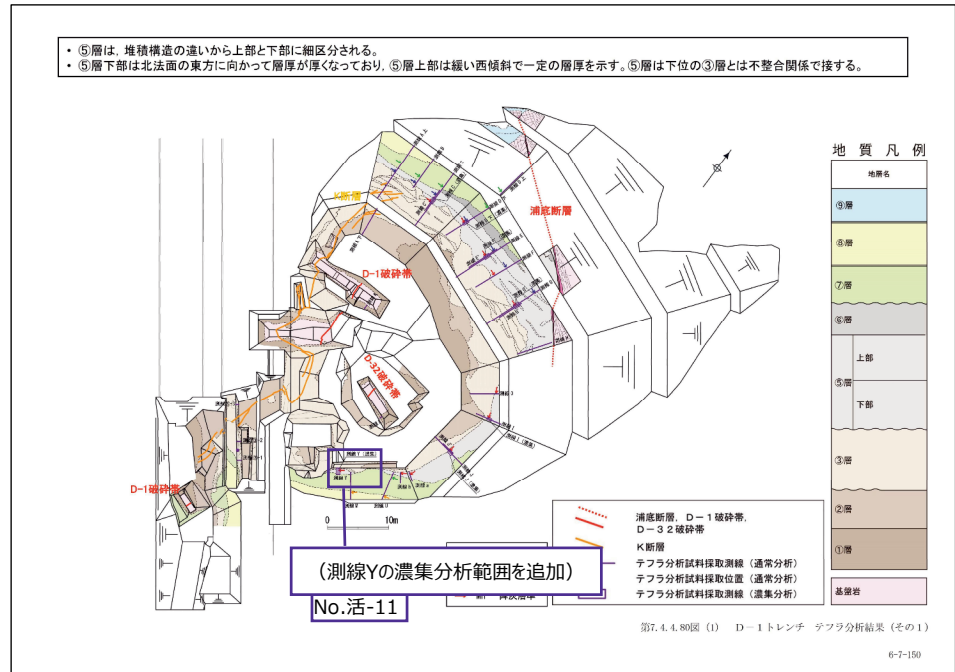 ・ ⑤層は，堆積構造の違いから上部と下部に細区分される。
・ ⑤層下部は北法面の東方に向かって層厚が厚くなっており，⑤層上部は緩い西傾斜で一定の層厚を示す。⑤層は下位の③層とは不整合関係で接する。
地 質 凡 例
地層名
⑨層
⑧層
⑦層
⑥層
上部
⑤層
下部
③層
②層
①層
基盤岩
K断層
浦底断層
D-1破砕帯
D-32破砕帯
測線3
測線Y（濃集）
測線Y
D-1破砕帯
0 10m
浦底断層，D－1破砕帯，
D－32破砕帯
K断層
テフラ分析試料採取測線（通常分析）
テフラ分析試料採取位置（通常分析）
テフラ分析試料採取測線（濃集分析）
（測線Yの濃集分析範囲を追加）
No.活-11
第7.4.4.80図（1） D－1トレンチ テフラ分析結果（その1）
6-7-150